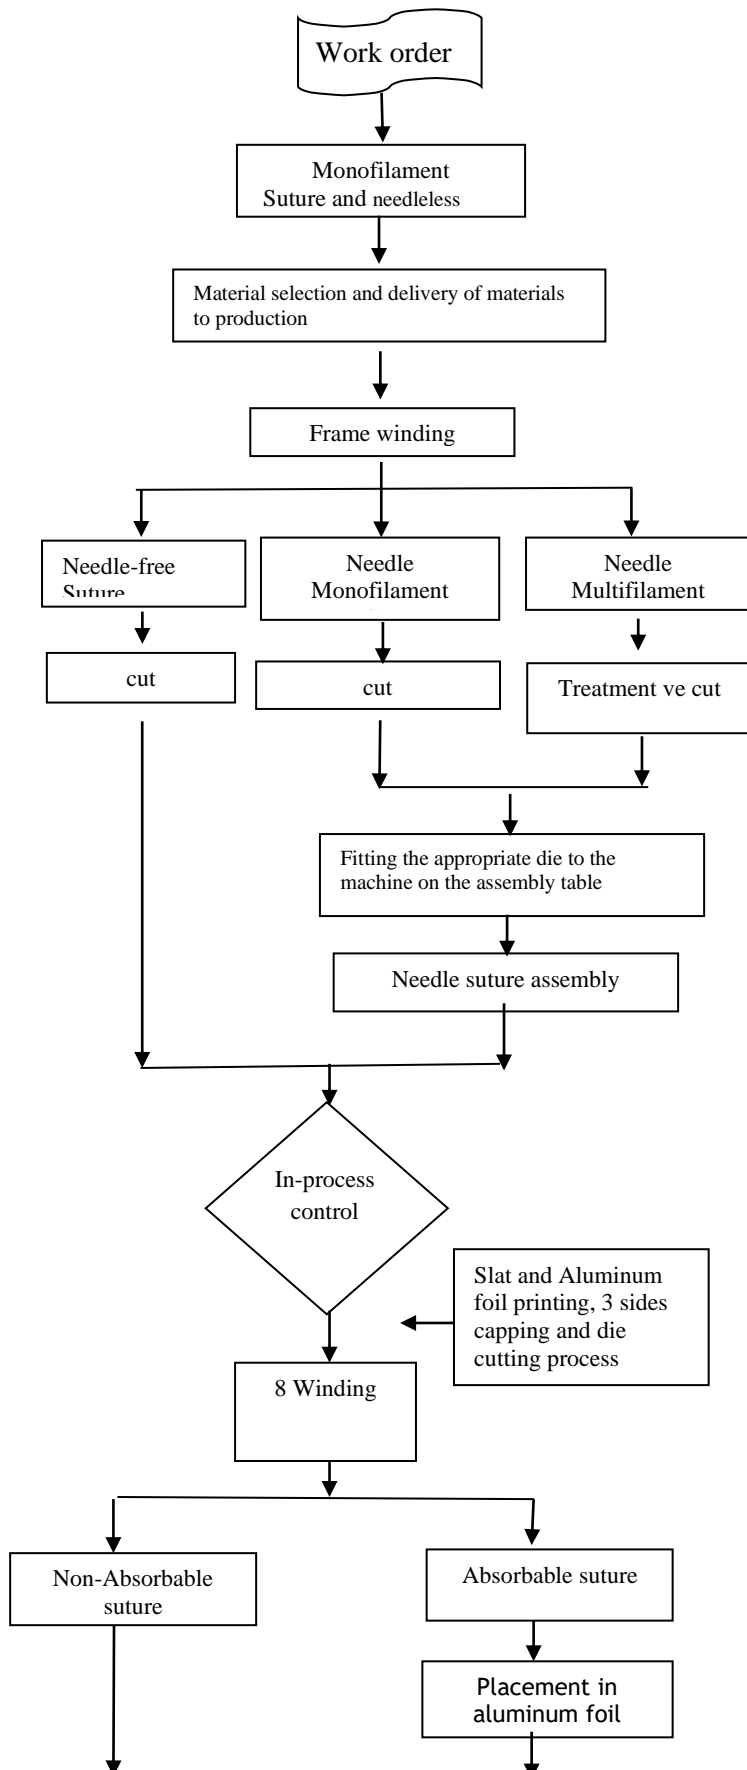 Work order
Monofilament
Suture and needleless
Material selection and delivery of materials
to production
Frame winding
Needle-free
Suture
Needle
Monofilament
Needle
Multifilament
cut
cut
Treatment ve cut
Fitting the appropriate die to the
machine on the assembly table
Needle suture assembly
In-process
control
Slat and Aluminum
foil printing, 3 sides
capping and die
cutting process
8 Winding
Non-Absorbable
suture
Absorbable suture
Placement in
aluminum foil